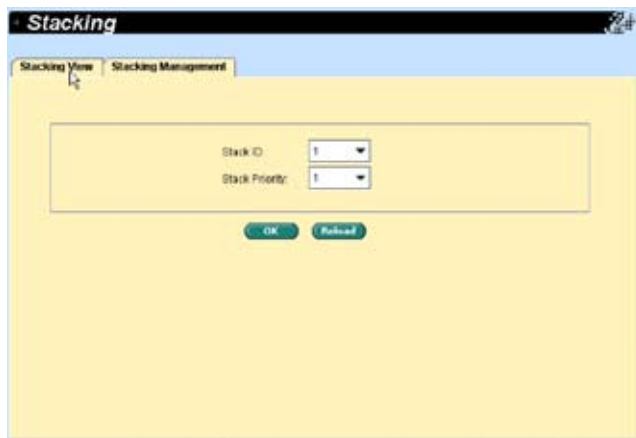 Stacking
Stacking View Stacking Management
Stack ID 1
Stack Priority: 1
OK Reload